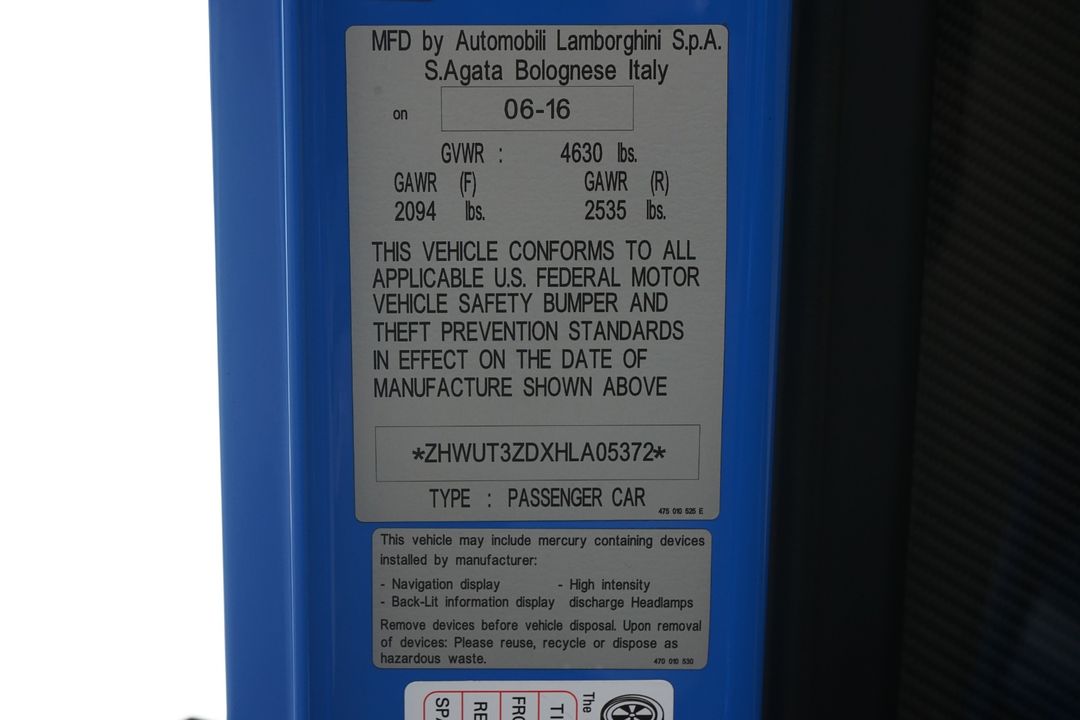 MFD by Automobili Lamborghini S.p.A.
S.Agata Bolognese Italy
on 06-16
GVWR : 4630 lbs.
GAWR (F) GAWR (R)
2094 lbs. 2535 lbs.
THIS VEHICLE CONFORMS TO ALL
APPLICABLE U.S. FEDERAL MOTOR
VEHICLE SAFETY BUMPER AND
THEFT PREVENTION STANDARDS
IN EFFECT ON THE DATE OF
MANUFACTURE SHOWN ABOVE
*ZHWUT3ZDXHLA05372*
TYPE : PASSENGER CAR
475 010 525 E
This vehicle may include mercury containing devices
installed by manufacturer:
- Navigation display - High intensity
- Back-Lit information display discharge Headlamps
Remove devices before vehicle disposal. Upon removal
of devices: Please reuse, recycle or dispose as
hazardous waste.
470 010 530
The